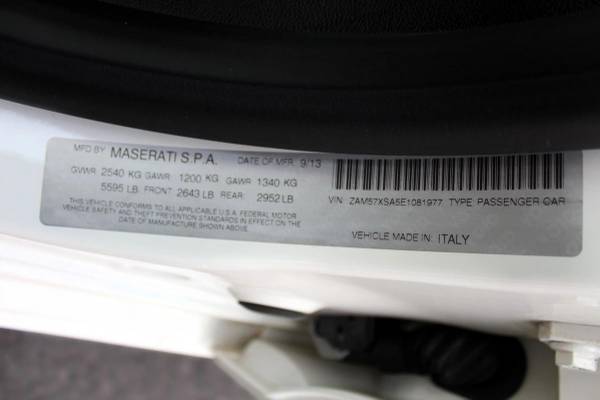 MFD BY MASERATI S.P.A. DATE OF MFR. 9/13
GVWR: 2540 KG GAWR: 1200 KG GAWR: 1340 KG
5595 LB FRONT: 2643 LB REAR: 2952 LB
THIS VEHICLE CONFORMS TO ALL APPLICABLE U.S.A. FEDERAL MOTOR
VEHICLE SAFETY AND THEFT PREVENTION STANDARDS IN EFFECT ON THE
DATE OF MANUFACTURE SHOWN ABOVE.
VIN: ZAM57XSA5E1081977 TYPE: PASSENGER CAR
VEHICLE MADE IN: ITALY